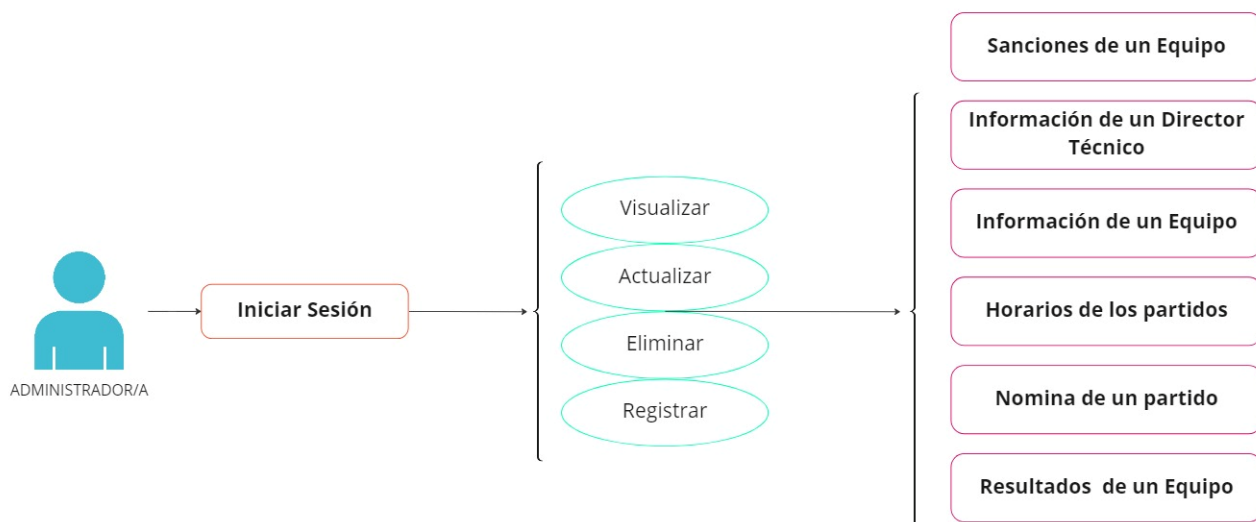 ADMINISTRADOR/A
Iniciar Sesión
Visualizar
Actualizar
Eliminar
Registrar
Sanciones de un Equipo
Información de un Director
Técnico
Información de un Equipo
Horarios de los partidos
Nomina de un partido
Resultados de un Equipo